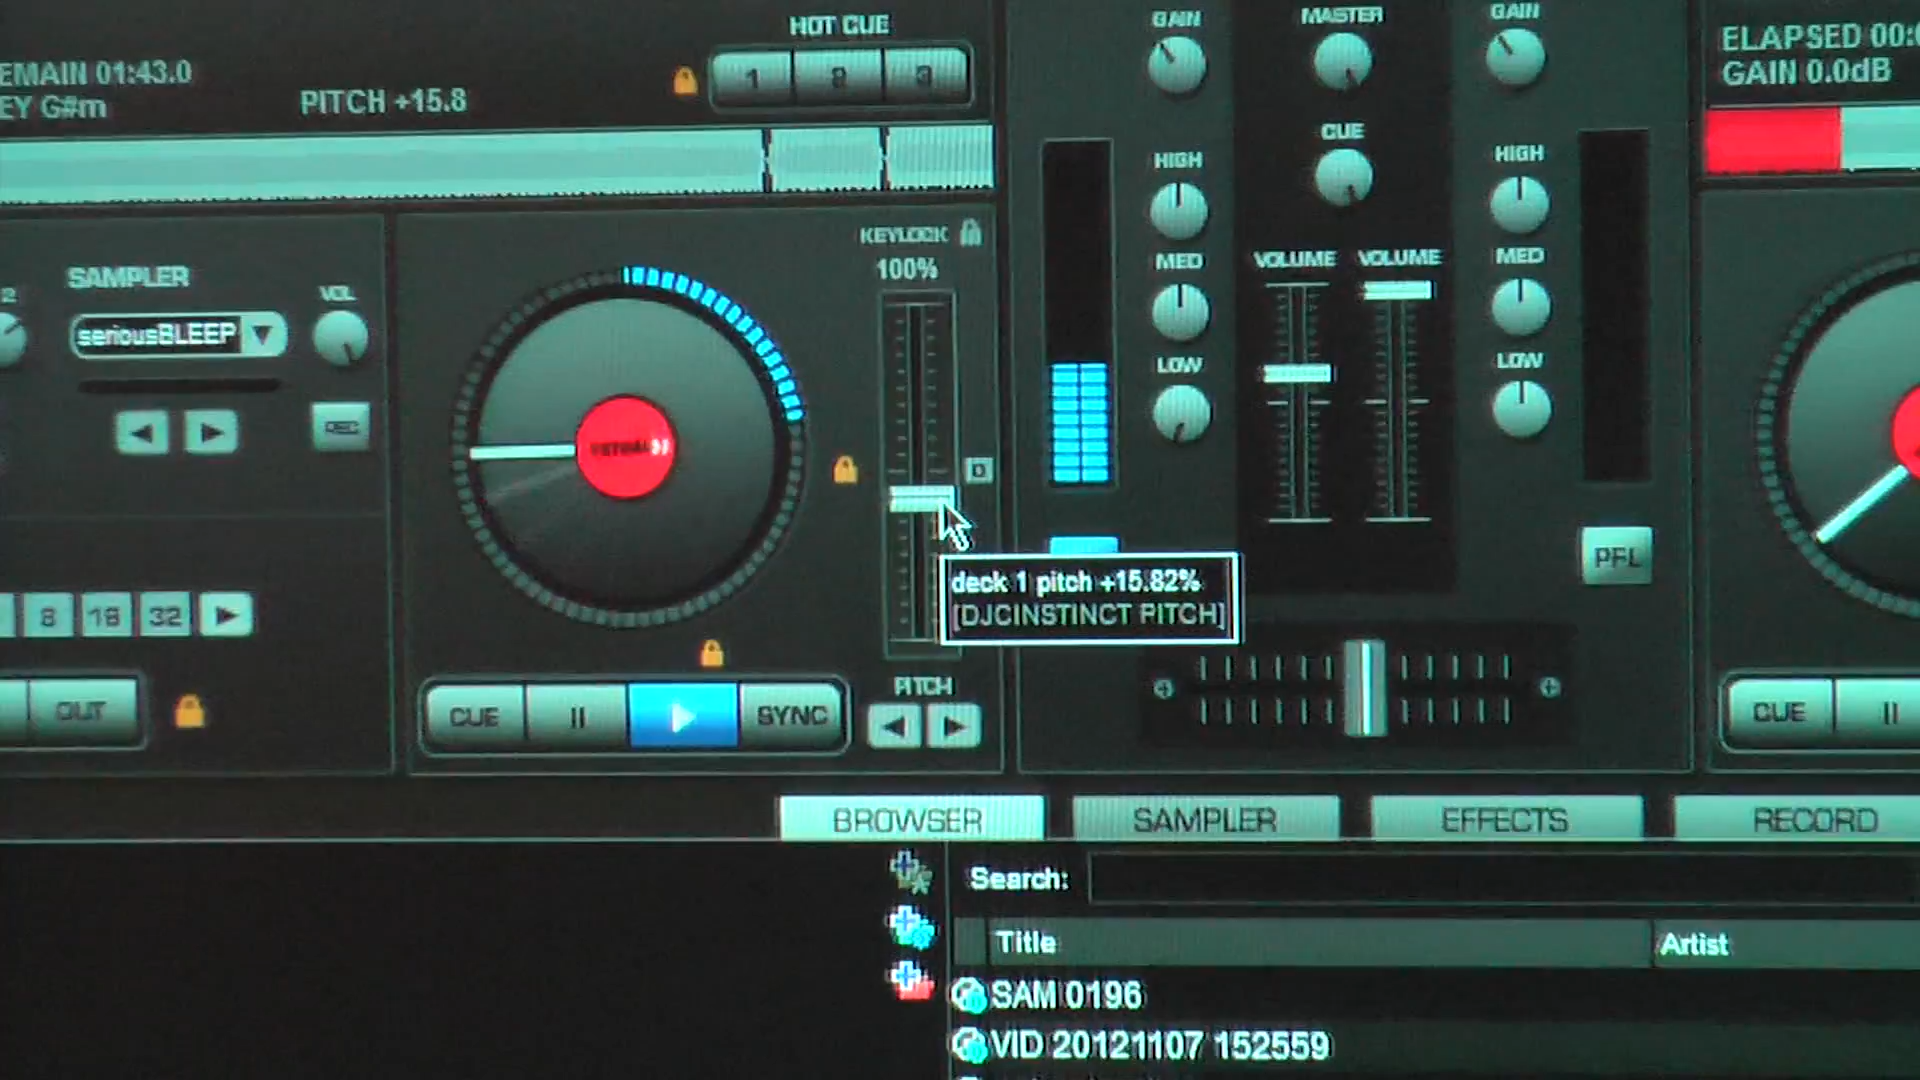 HOT CUE
1 2 3
EMAIN 01:43.0
EY G#m
PITCH +15.8
GAIN
MASTER
GAIN
ELAPSED 00:
GAIN 0.0dB
CUE
HIGH
HIGH
KEYLOCK
100%
MED
VOLUME
VOLUME
MED
2
SAMPLER
VOL
seriousBLEEP
LOW
LOW
REC
D
PFL
deck 1 pitch +15.82%
[DJCINSTINCT PITCH]
8 16 32
PITCH
OUT
CUE
SYNC
CUE
BROWSER
SAMPLER
EFFECTS
RECORD
Search:
Title
Artist
SAM 0196
VID 20121107 152559